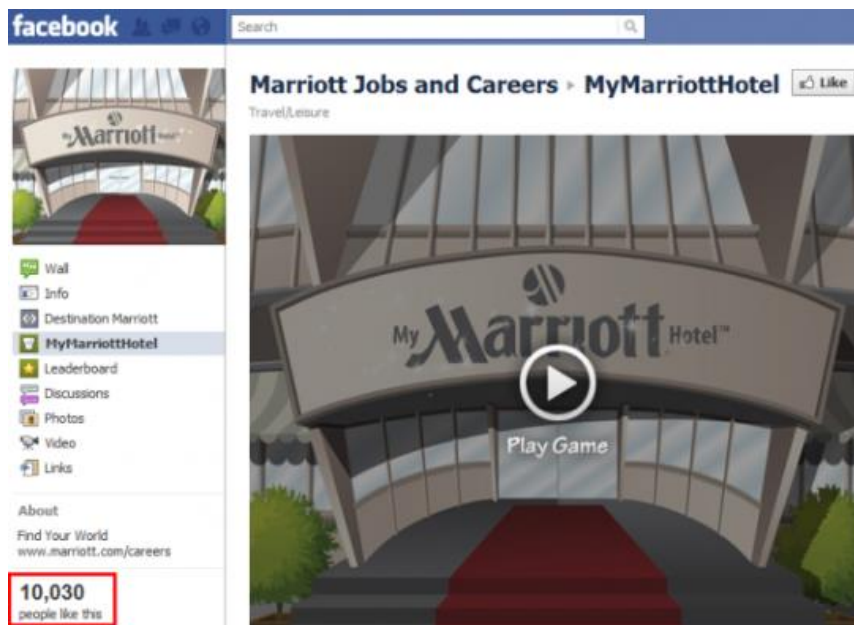 facebook
Search
Marriott Jobs and Careers ▸ MyMarriottHotel
Like
Travel/Leisure
My Marriott Hotel
Wall
Info
Destination Marriott
MyMarriottHotel
Leaderboard
Discussions
Photos
Video
Links
About
Find Your World
www.marriott.com/careers
10,030
people like this
My Marriott Hotel™
Play Game